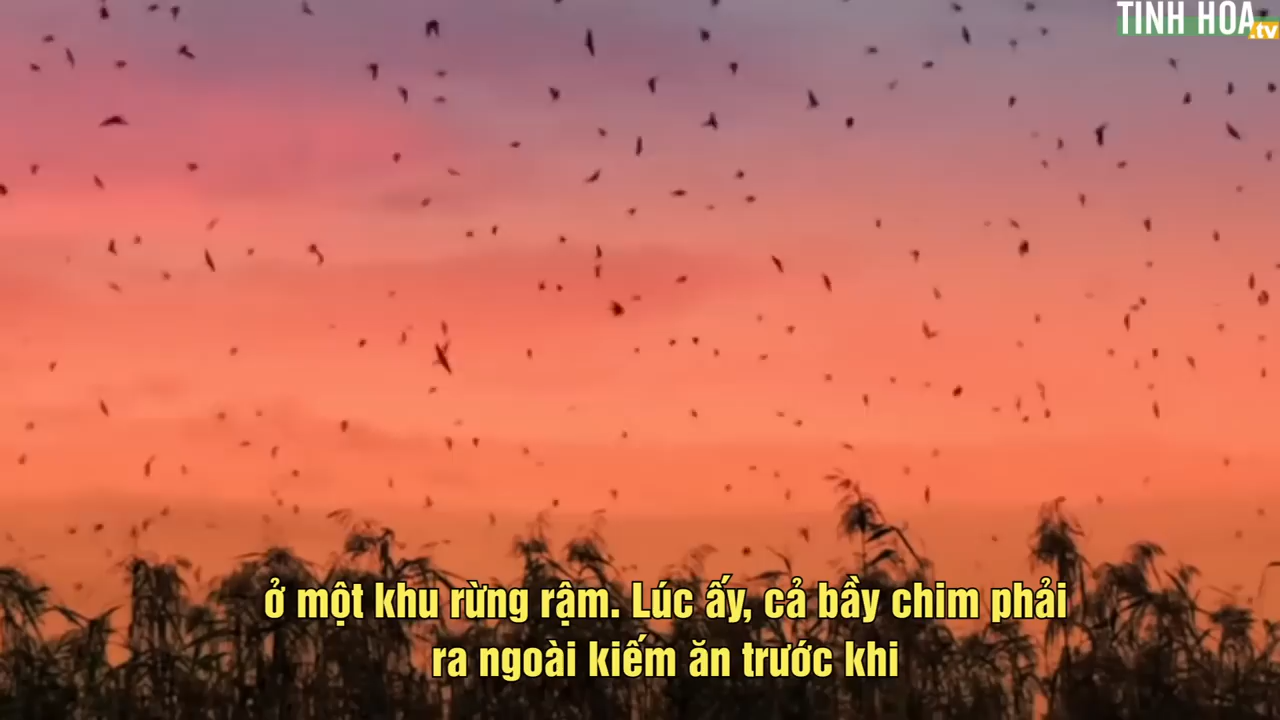 TINH HOA
.tv
ở một khu rừng rậm. Lúc ấy, cả bầy chim phải
ra ngoài kiếm ăn trước khi